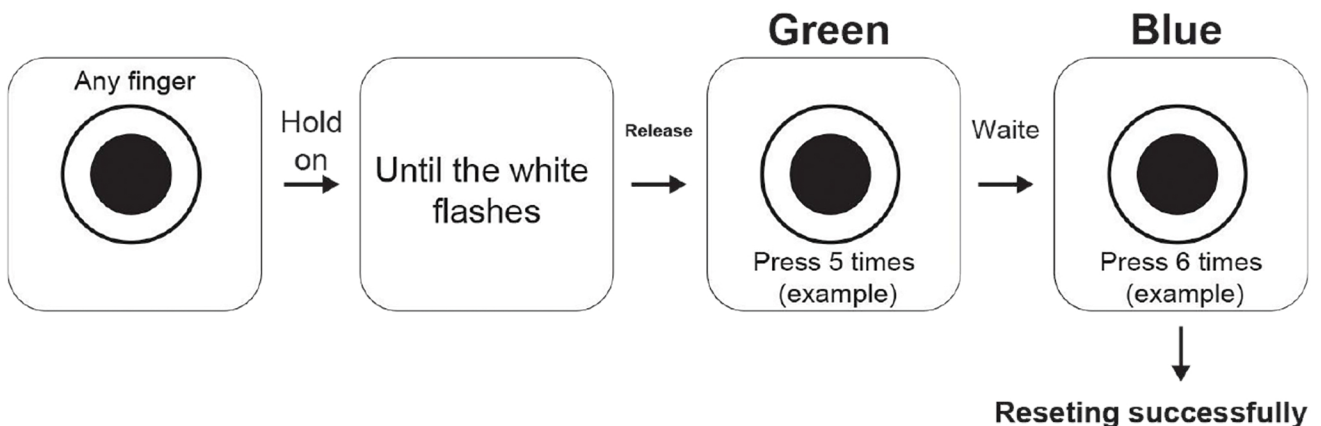 Any finger
Hold
on
Until the white
flashes
Release
Green
Press 5 times
(example)
Waite
Blue
Press 6 times
(example)
Reseting successfully